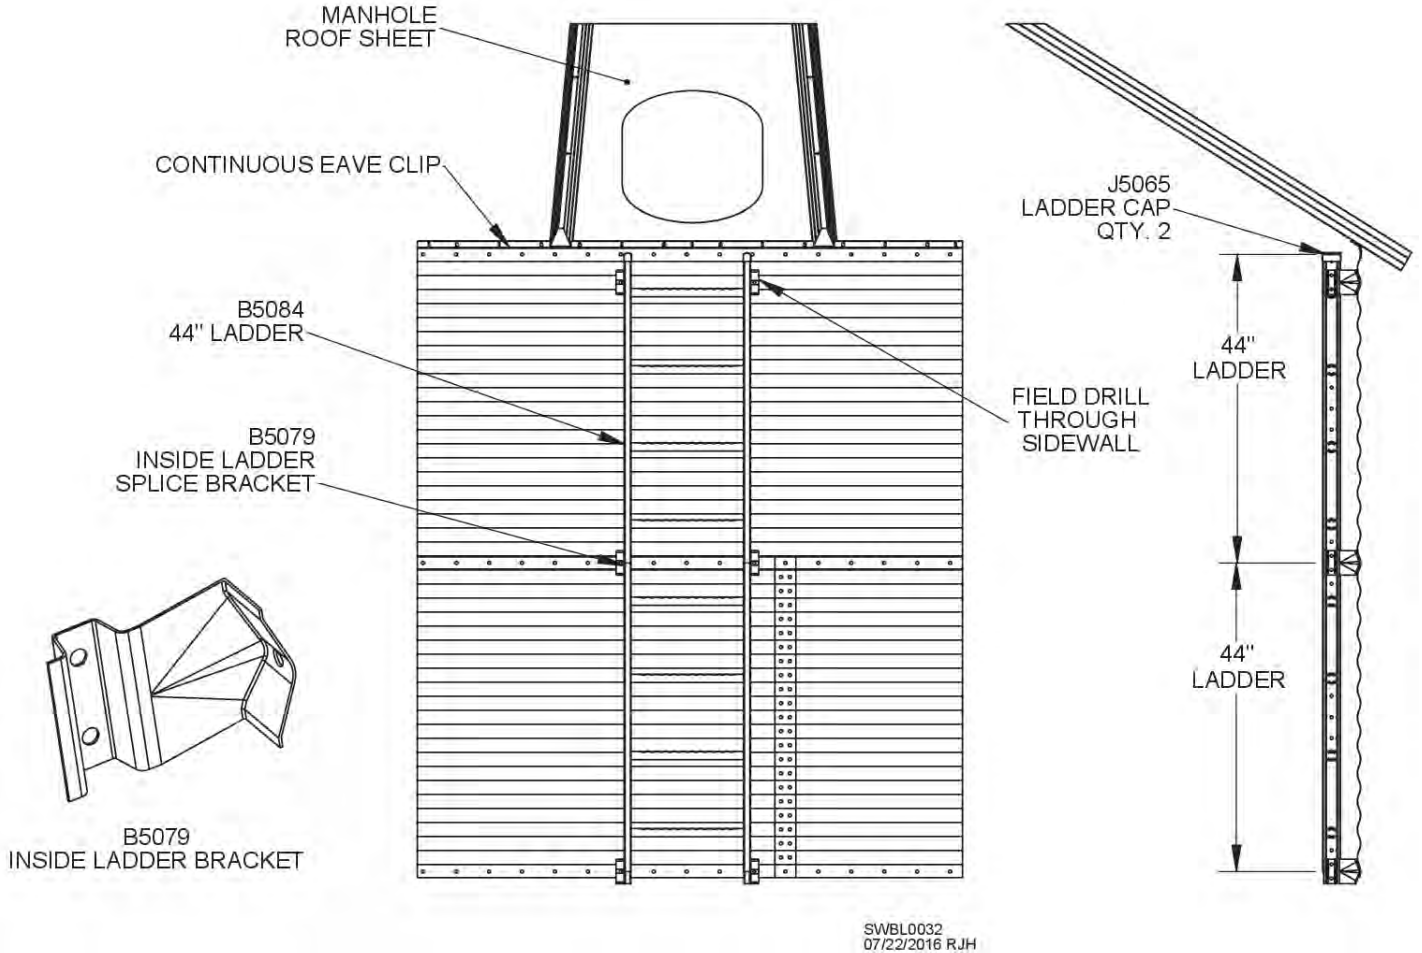 MANHOLE
ROOF SHEET
CONTINUOUS EAVE CLIP
J5065
LADDER CAP
QTY. 2
B5084
44" LADDER
44"
LADDER
FIELD DRILL
THROUGH
SIDEWALL
B5079
INSIDE LADDER
SPLICE BRACKET
44"
LADDER
B5079
INSIDE LADDER BRACKET
SWBL0032
07/22/2016 RJH